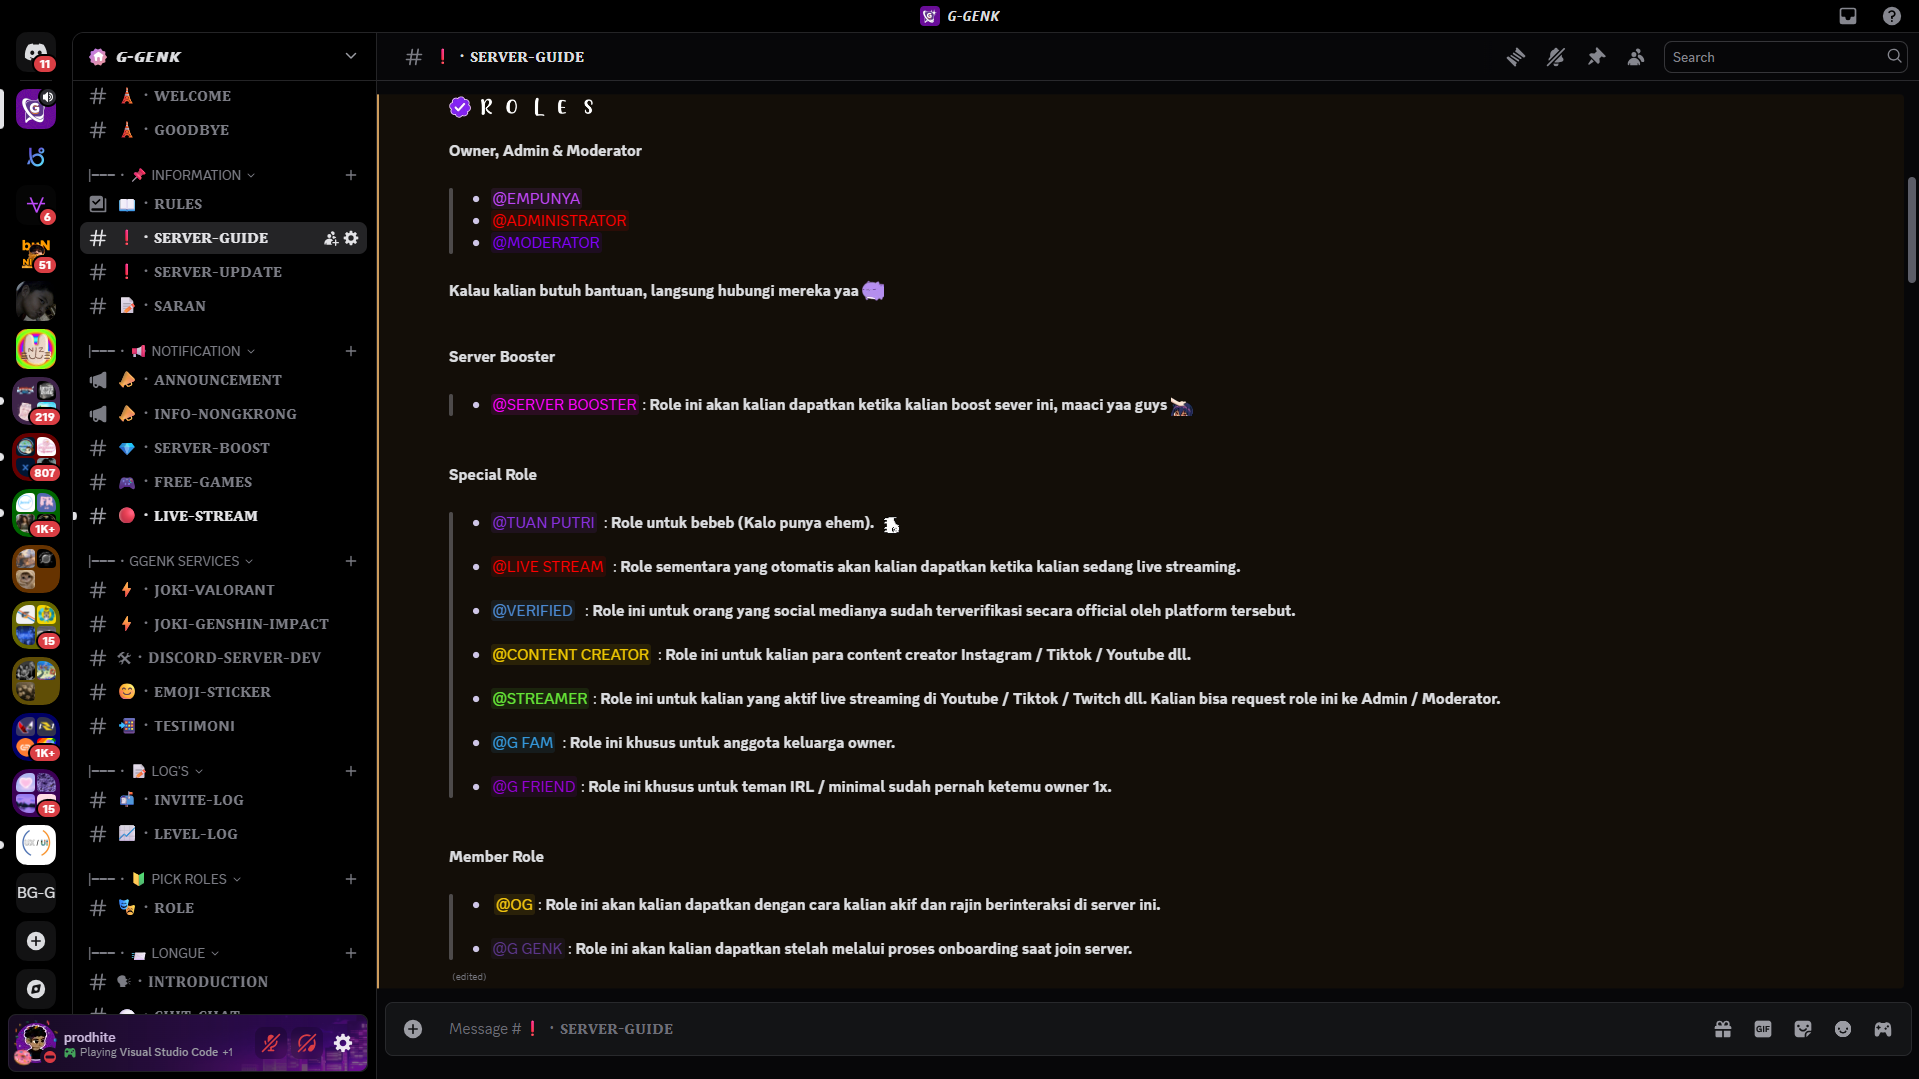 G-GENK
11
G-GENK
# SERVER-GUIDE
Search
WELCOME
GOODBYE
|─── · INFORMATION
RULES
SERVER-GUIDE
SERVER-UPDATE
SARAN
|─── · NOTIFICATION
ANNOUNCEMENT
INFO-NONGKRONG
SERVER-BOOST
FREE-GAMES
LIVE-STREAM
|─── · GGENK SERVICES
JOKI-VALORANT
JOKI-GENSHIN-IMPACT
DISCORD-SERVER-DEV
EMOJI-STICKER
TESTIMONI
|─── · LOG'S
INVITE-LOG
LEVEL-LOG
|─── · PICK ROLES
ROLE
|─── · LONGUE
INTRODUCTION
CHIT-CHAT
6
51
219
807
1K+
15
1K+
15
UX / UI
BG-G
prodhite
Playing Visual Studio Code +1
ROLES
Owner, Admin & Moderator
• @EMPUNYA
• @ADMINISTRATOR
• @MODERATOR
Kalau kalian butuh bantuan, langsung hubungi mereka yaa
Server Booster
• @SERVER BOOSTER : Role ini akan kalian dapatkan ketika kalian boost sever ini, maaci yaa guys
Special Role
• @TUAN PUTRI : Role untuk bebeb (Kalo punya ehem).
• @LIVE STREAM : Role sementara yang otomatis akan kalian dapatkan ketika kalian sedang live streaming.
• @VERIFIED : Role ini untuk orang yang social medianya sudah terverifikasi secara official oleh platform tersebut.
• @CONTENT CREATOR : Role ini untuk kalian para content creator Instagram / Tiktok / Youtube dll.
• @STREAMER : Role ini untuk kalian yang aktif live streaming di Youtube / Tiktok / Twitch dll. Kalian bisa request role ini ke Admin / Moderator.
• @G FAM : Role ini khusus untuk anggota keluarga owner.
• @G FRIEND : Role ini khusus untuk teman IRL / minimal sudah pernah ketemu owner 1x.
Member Role
• @OG : Role ini akan kalian dapatkan dengan cara kalian akif dan rajin berinteraksi di server ini.
• @G GENK : Role ini akan kalian dapatkan stelah melalui proses onboarding saat join server.
(edited)
Message # ❗ · SERVER-GUIDE
GIF